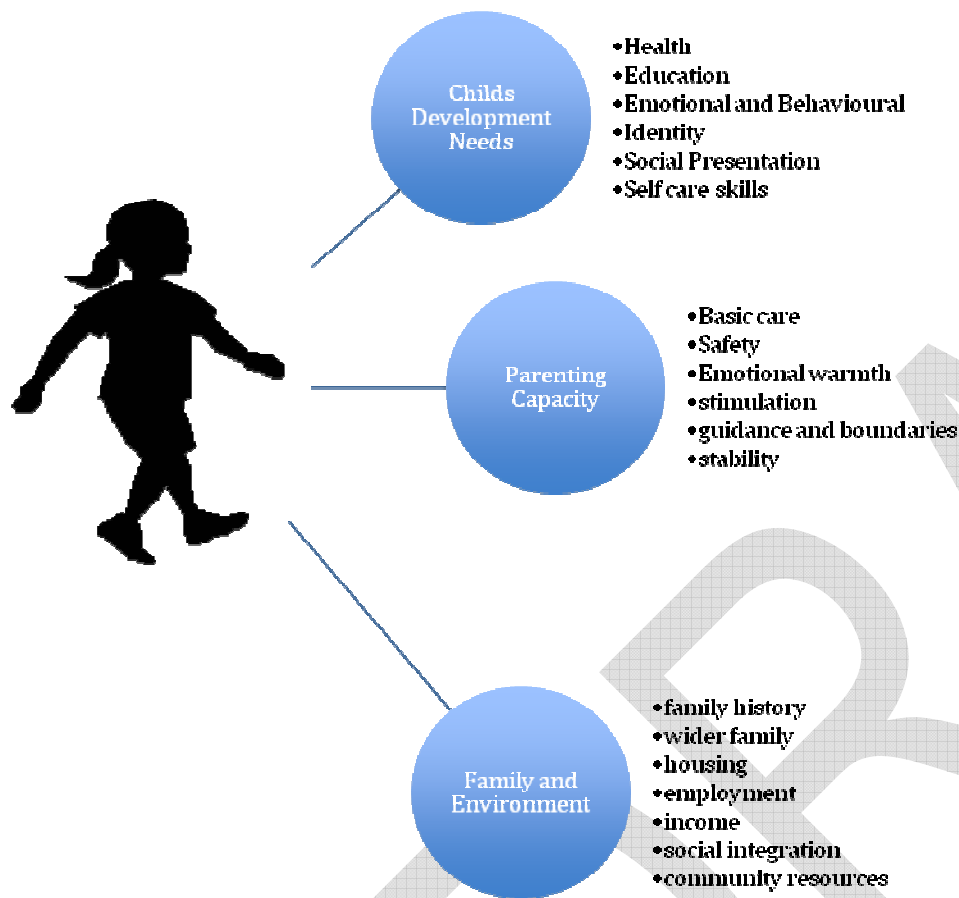 Childs
Development
Needs
•Health
•Education
•Emotional and Behavioural
•Identity
•Social Presentation
•Self care skills
Parenting
Capacity
•Basic care
•Safety
•Emotional warmth
•stimulation
•guidance and boundaries
•stability
Family and
Environment
•family history
•wider family
•housing
•employment
•income
•social integration
•community resources